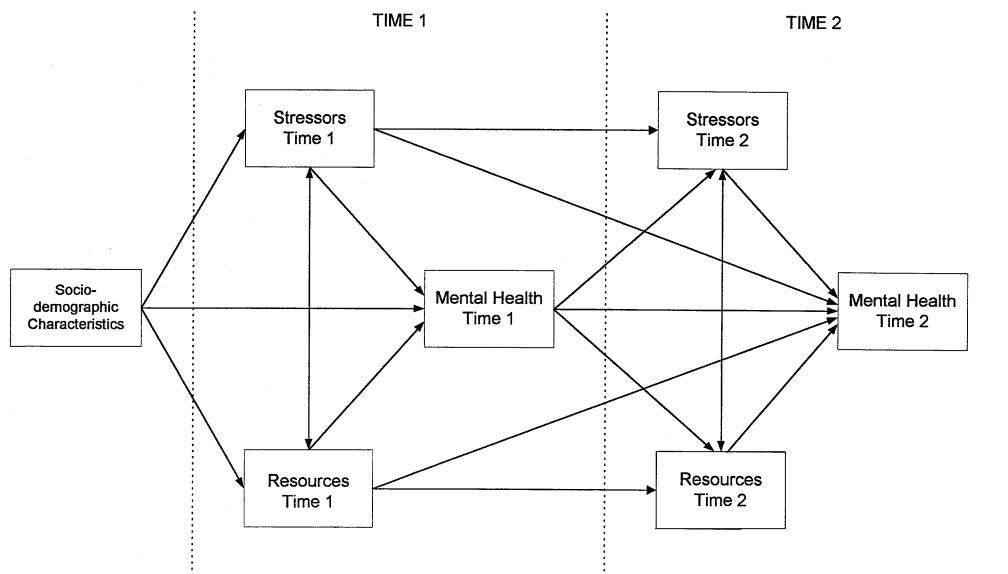 TIME 1
TIME 2
Stressors
Time 1
Stressors
Time 2
Socio-
demographic
Characteristics
Mental Health
Time 1
Mental Health
Time 2
Resources
Time 1
Resources
Time 2